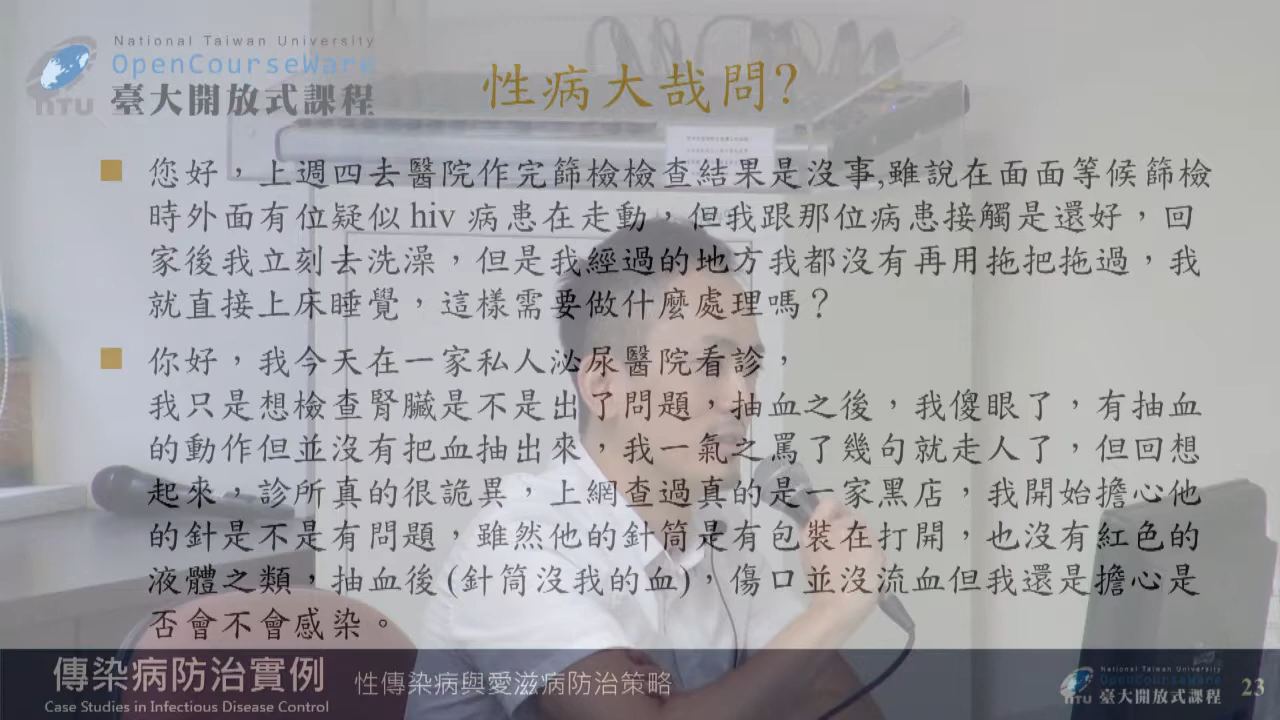 National Taiwan University
OpenCourseWare
NTU 臺大開放式課程
性病大哉問?
您好，上週四去醫院作完篩檢檢查結果是沒事,雖說在面面等候篩檢
時外面有位疑似hiv 病患在走動，但我跟那位病患接觸是還好，回
家後我立刻去洗澡，但是我經過的地方我都沒有再用拖把拖過，我
就直接上床睡覺，這樣需要做什麼處理嗎？
你好，我今天在一家私人泌尿醫院看診，
我只是想檢查腎臟是不是出了問題，抽血之後，我傻眼了，有抽血
的動作但並沒有把血抽出來，我一氣之罵了幾句就走人了，但回想
起來，診所真的很詭異，上網查過真的是一家黑店，我開始擔心他
的針是不是有問題，雖然他的針筒是有包裝在打開，也沒有紅色的
液體之類，抽血後(針筒沒我的血)，傷口並沒流血但我還是擔心是
否會不會感染。
傳染病防治實例
性傳染病與愛滋病防治策略
Case Studies in Infectious Disease Control
National Taiwan University
OpenCourseWare
NTU 臺大開放式課程
23